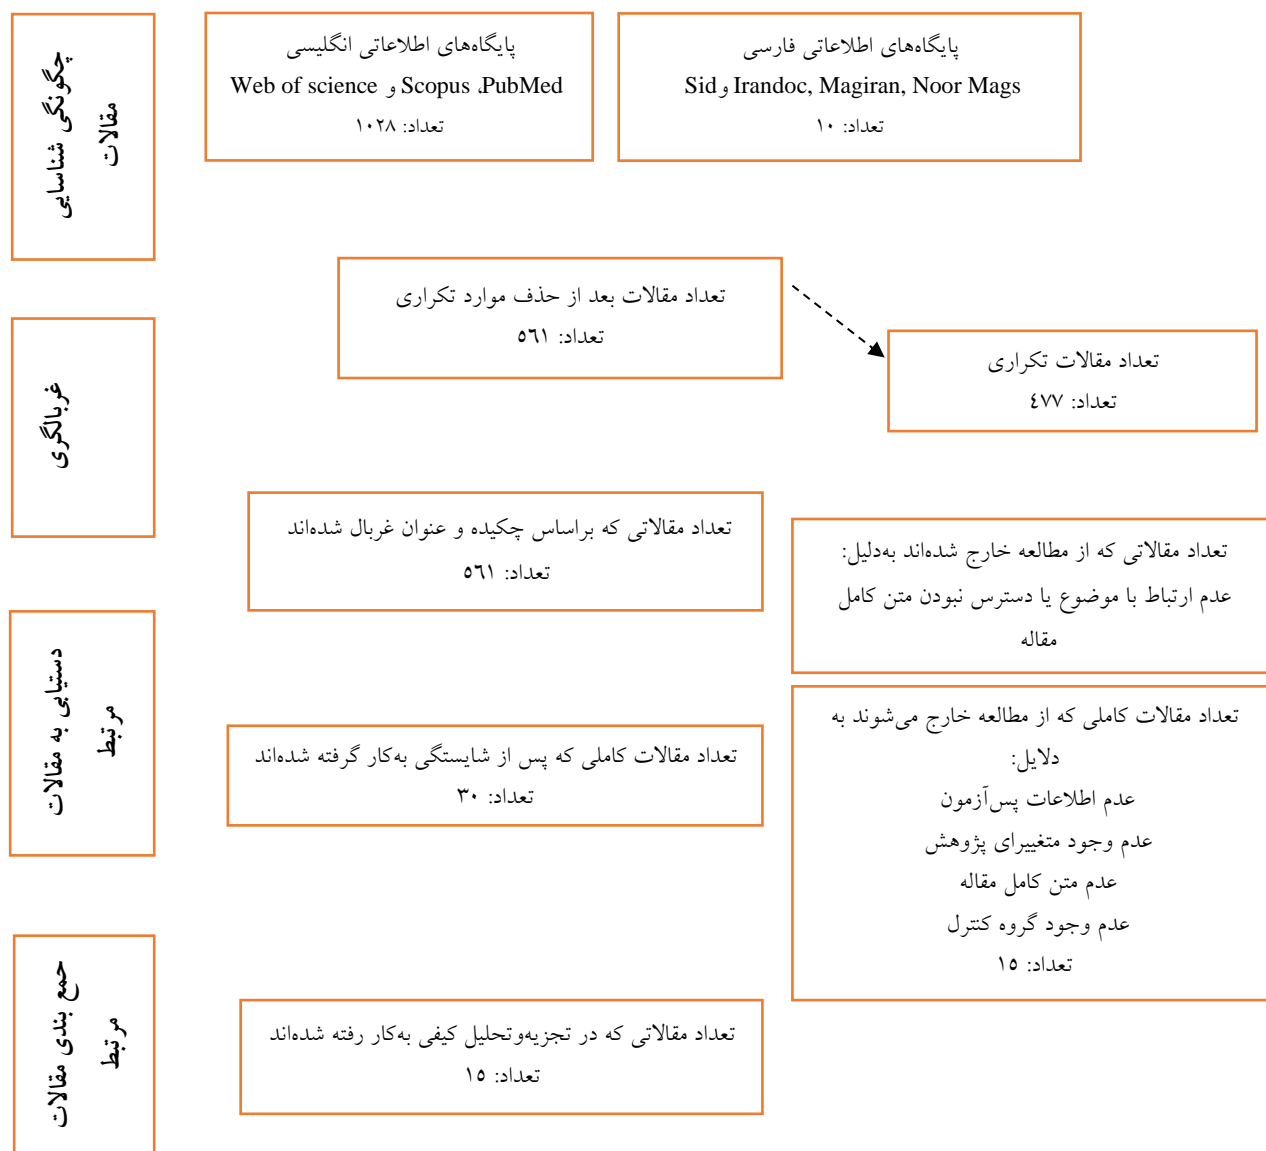 چگونگی شناسایی
مقالات
پایگاه‌های اطلاعاتی فارسی
Irandoc, Magiran, Noor Mags و Sid
تعداد: ۱۰
پایگاه‌های اطلاعاتی انگلیسی
PubMed، Scopus و Web of science
تعداد: ۱۰۲۸
تعداد مقالات بعد از حذف موارد تکراری
تعداد: ۵۶۱
تعداد مقالات تکراری
تعداد: ۴۷۷
غربالگری
تعداد مقالاتی که براساس چکیده و عنوان غربال شده‌اند
تعداد: ۵۶۱
تعداد مقالاتی که از مطالعه خارج شده‌اند به‌دلیل:
عدم ارتباط با موضوع یا دسترس نبودن متن کامل
مقاله
دستیابی به مقالات
مرتبط
تعداد مقالات کاملی که پس از شایستگی به‌کار گرفته شده‌اند
تعداد: ۳۰
تعداد مقالات کاملی که از مطالعه خارج می‌شوند به
دلایل:
عدم اطلاعات پس‌آزمون
عدم وجود متغییرای پژوهش
عدم متن کامل مقاله
عدم وجود گروه کنترل
تعداد: ۱۵
حمع بندی مقالات
مرتبط
تعداد مقالاتی که در تجزیه‌وتحلیل کیفی به‌کار رفته شده‌اند
تعداد: ۱۵